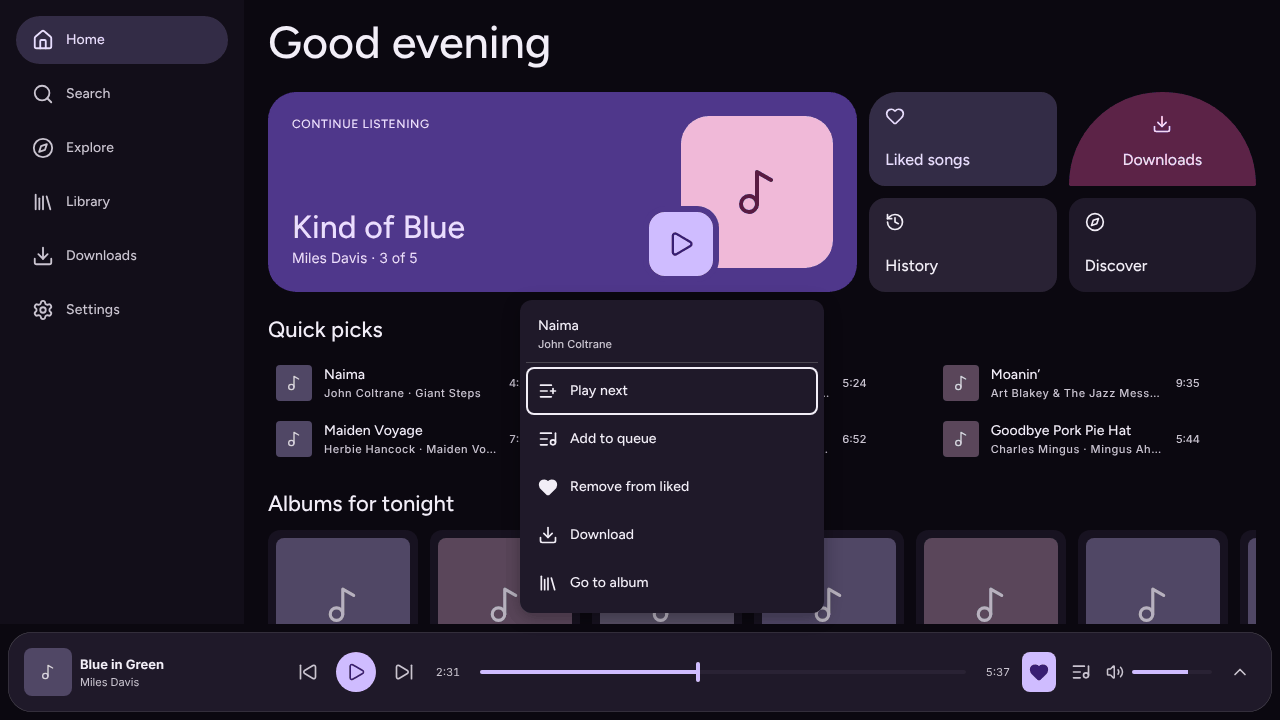 Home
Search
Explore
Library
Downloads
Settings
Good evening
CONTINUE LISTENING
Kind of Blue
Miles Davis · 3 of 5
Liked songs
Downloads
History
Discover
Quick picks
Naima
John Coltrane · Giant Steps
4:
Maiden Voyage
Herbie Hancock · Maiden Vo...
7:
5:24
6:52
Moanin’
Art Blakey & The Jazz Mess...
9:35
Goodbye Pork Pie Hat
Charles Mingus · Mingus Ah...
5:44
Naima
John Coltrane
Play next
Add to queue
Remove from liked
Download
Go to album
Albums for tonight
Blue in Green
Miles Davis
2:31
5:37